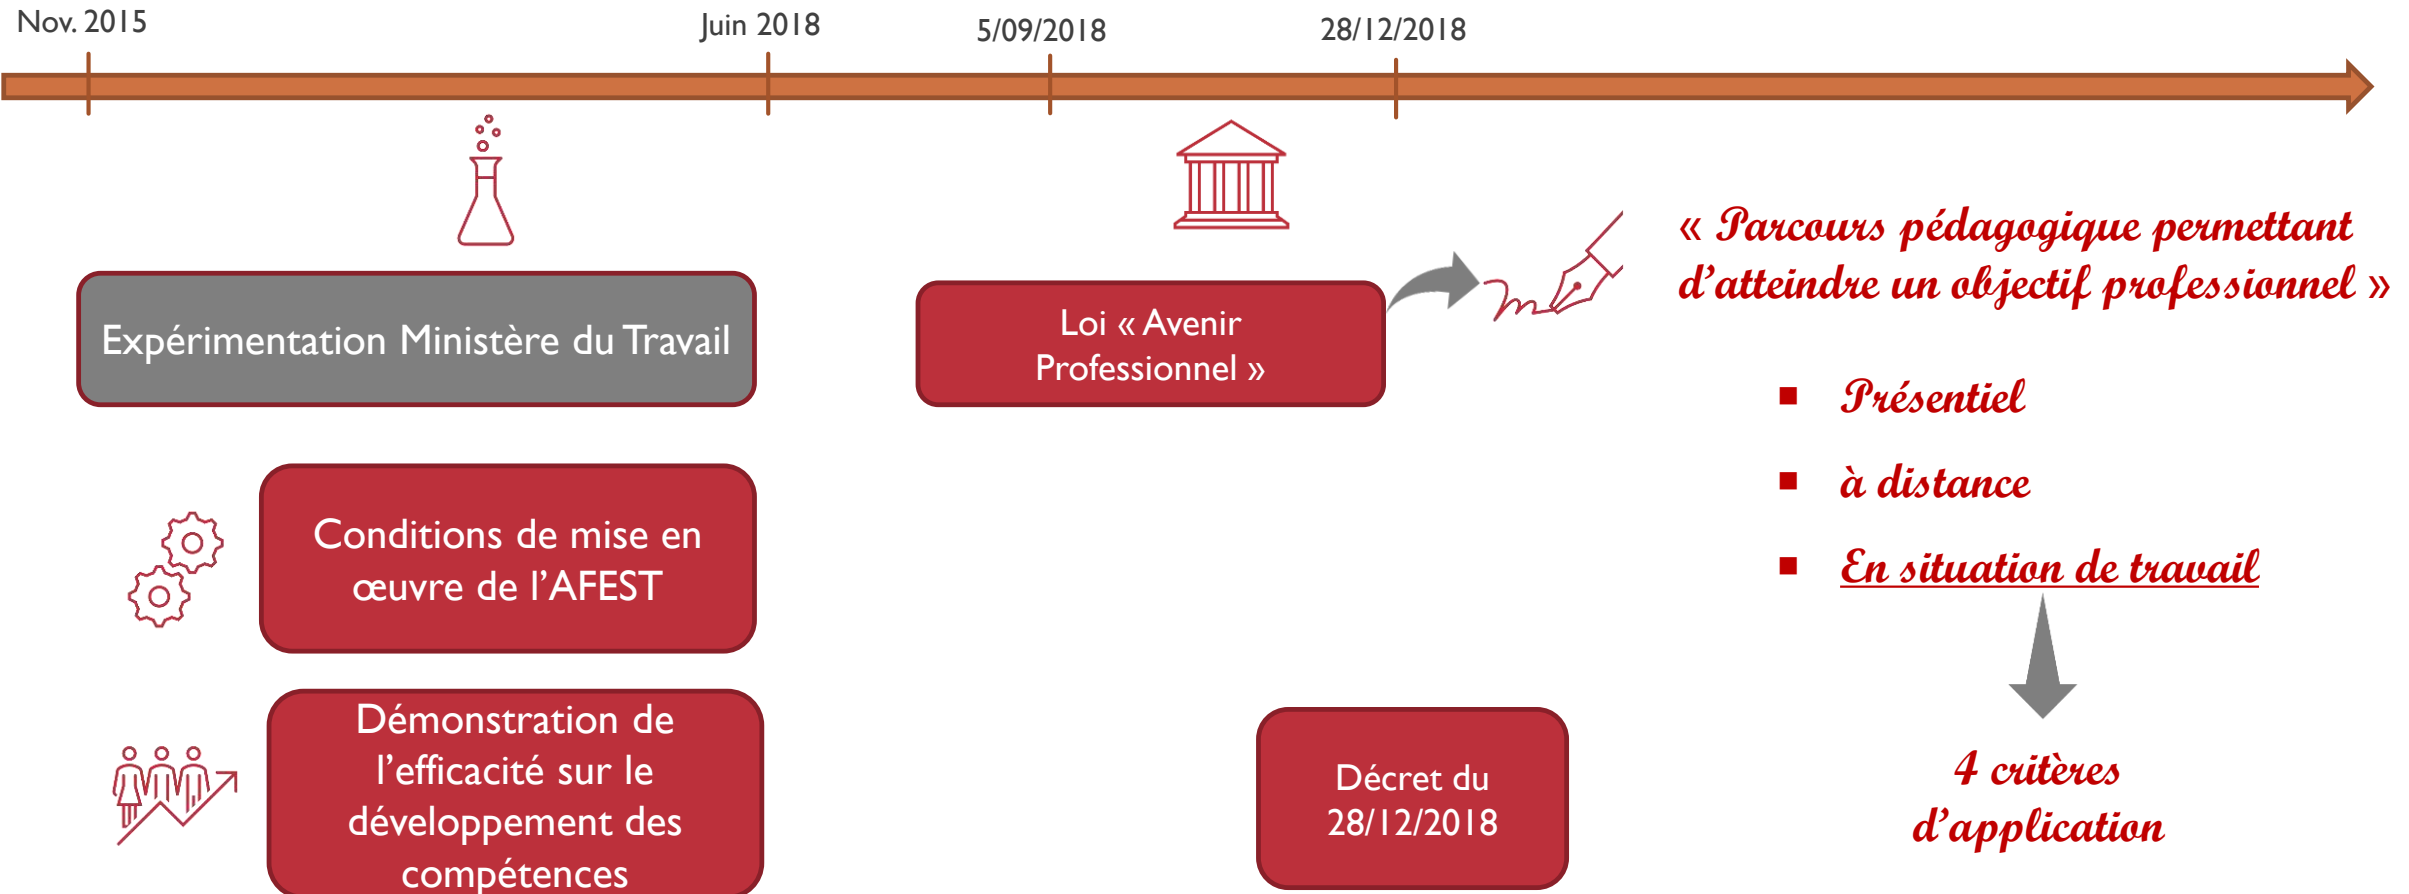 Nov. 2015
Juin 2018
5/09/2018
28/12/2018
Expérimentation Ministère du Travail
Conditions de mise en
œuvre de l’AFEST
Démonstration de
l’efficacité sur le
développement des
compétences
Loi « Avenir
Professionnel »
Décret du
28/12/2018
« Parcours pédagogique permettant
d’atteindre un objectif professionnel »
▪ Présentiel
▪ à distance
▪ En situation de travail
4 critères
d’application